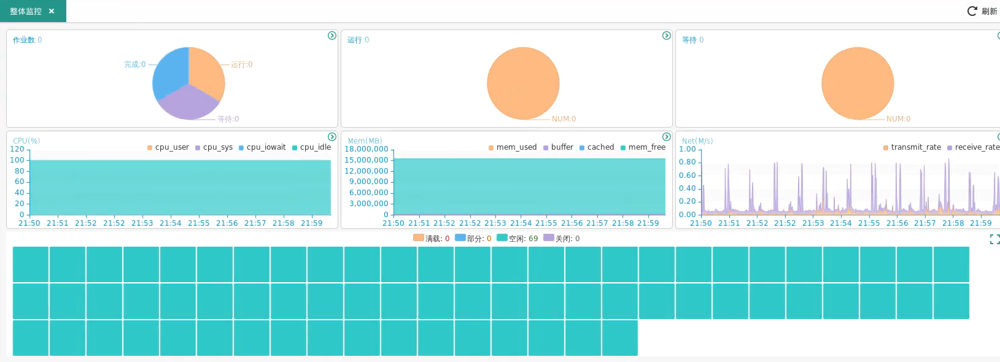 整体监控 ×
刷新
作业数:0
完成:0
运行:0
等待:0
运行:0
NUM:0
等待:0
NUM:0
CPU(%)
cpu_user cpu_sys cpu_iowait cpu_idle
120
100
80
60
40
20
0
21:50 21:51 21:52 21:52 21:53 21:54 21:55 21:56 21:57 21:58 21:59
Mem(MB)
mem_used buffer cached mem_free
18,000,000
15,000,000
12,000,000
9,000,000
6,000,000
3,000,000
0
21:50 21:51 21:52 21:52 21:53 21:54 21:55 21:56 21:57 21:58 21:59
Net(M/s)
transmit_rate receive_rate
1.00
0.80
0.60
0.40
0.20
0.00
21:50 21:51 21:52 21:52 21:53 21:54 21:55 21:56 21:57 21:58 21:59
满载: 0 部分: 0 空闲: 69 关闭: 0